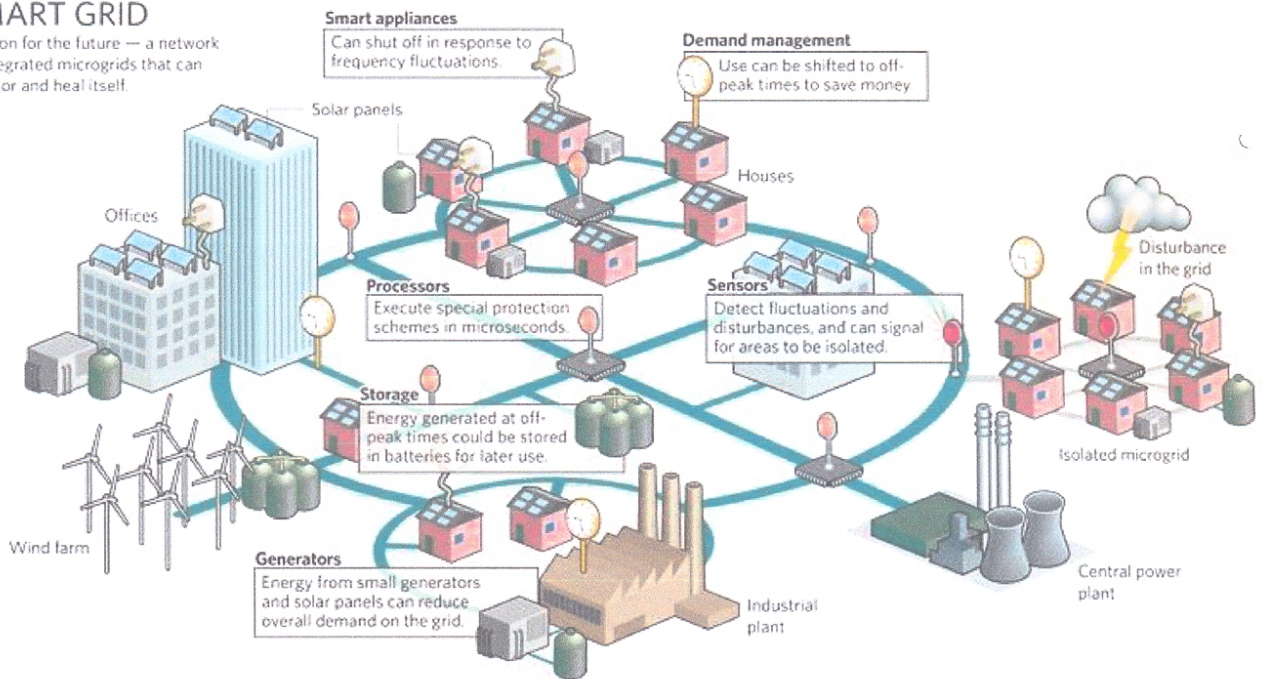 MART GRID
on for the future — a network
egrated microgrids that can
or and heal itself.
Smart appliances
Can shut off in response to
frequency fluctuations.
Demand management
Use can be shifted to off-
peak times to save money.
Solar panels
Houses
Offices
Disturbance
in the grid
Processors
Execute special protection
schemes in microseconds.
Sensors
Detect fluctuations and
disturbances, and can signal
for areas to be isolated.
Storage
Energy generated at off-
peak times could be stored
in batteries for later use.
Isolated microgrid
Wind farm
Generators
Energy from small generators
and solar panels can reduce
overall demand on the grid.
Industrial
plant
Central power
plant